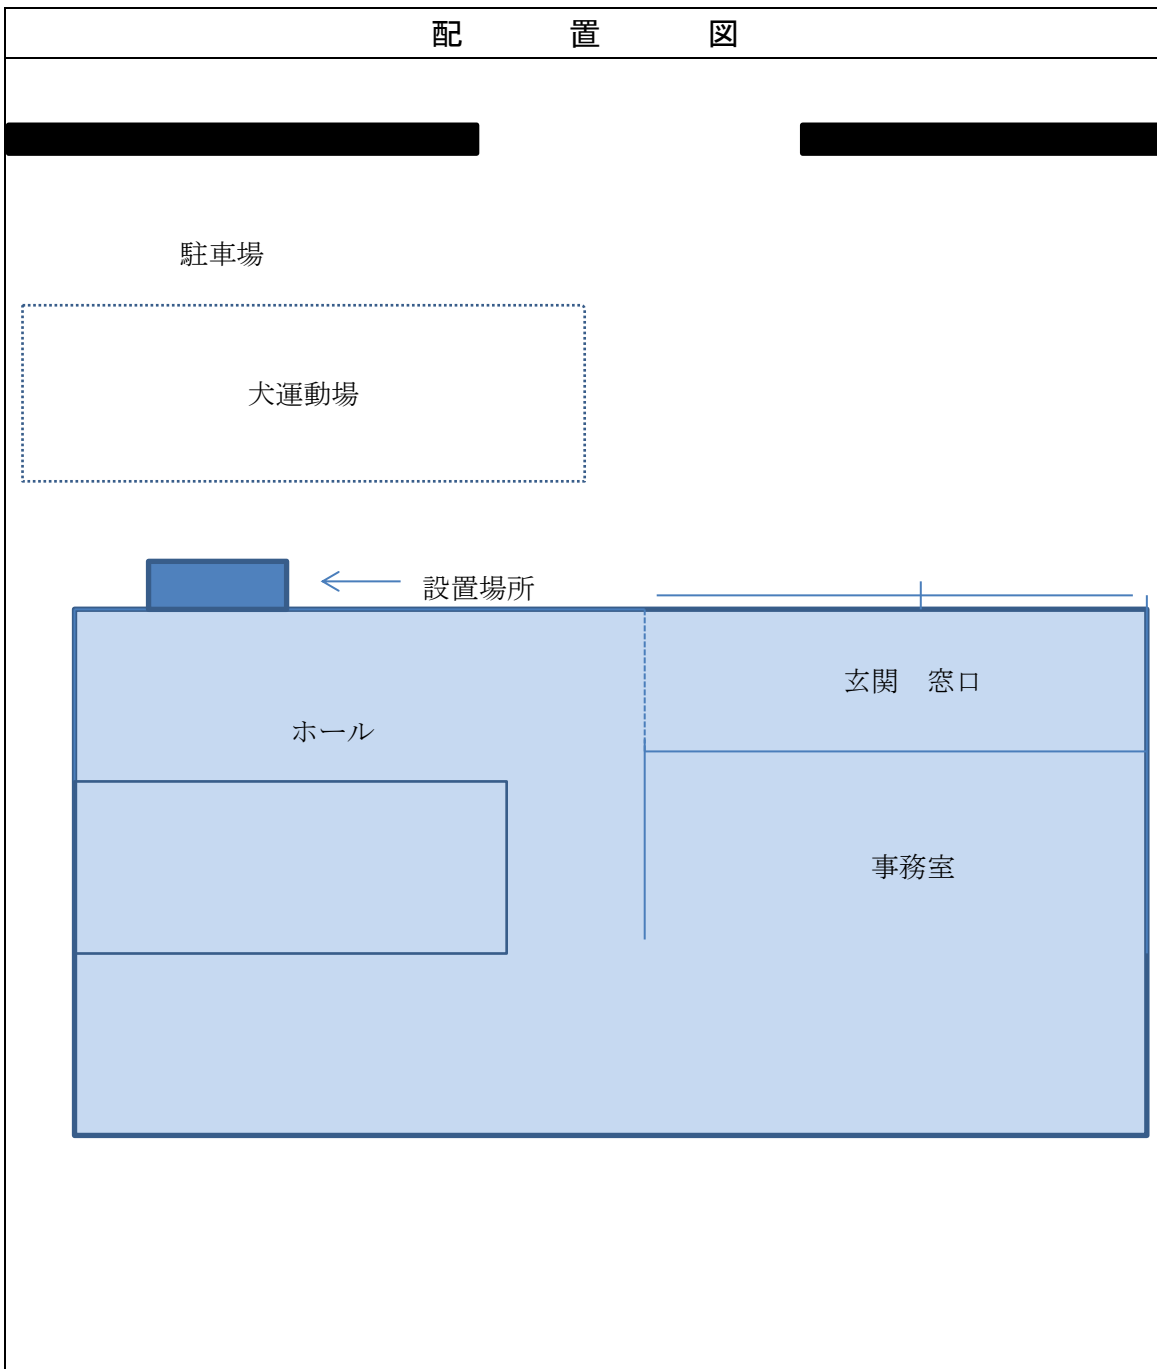 配　置　図
駐車場
犬運動場
設置場所
玄関　窓口
ホール
事務室